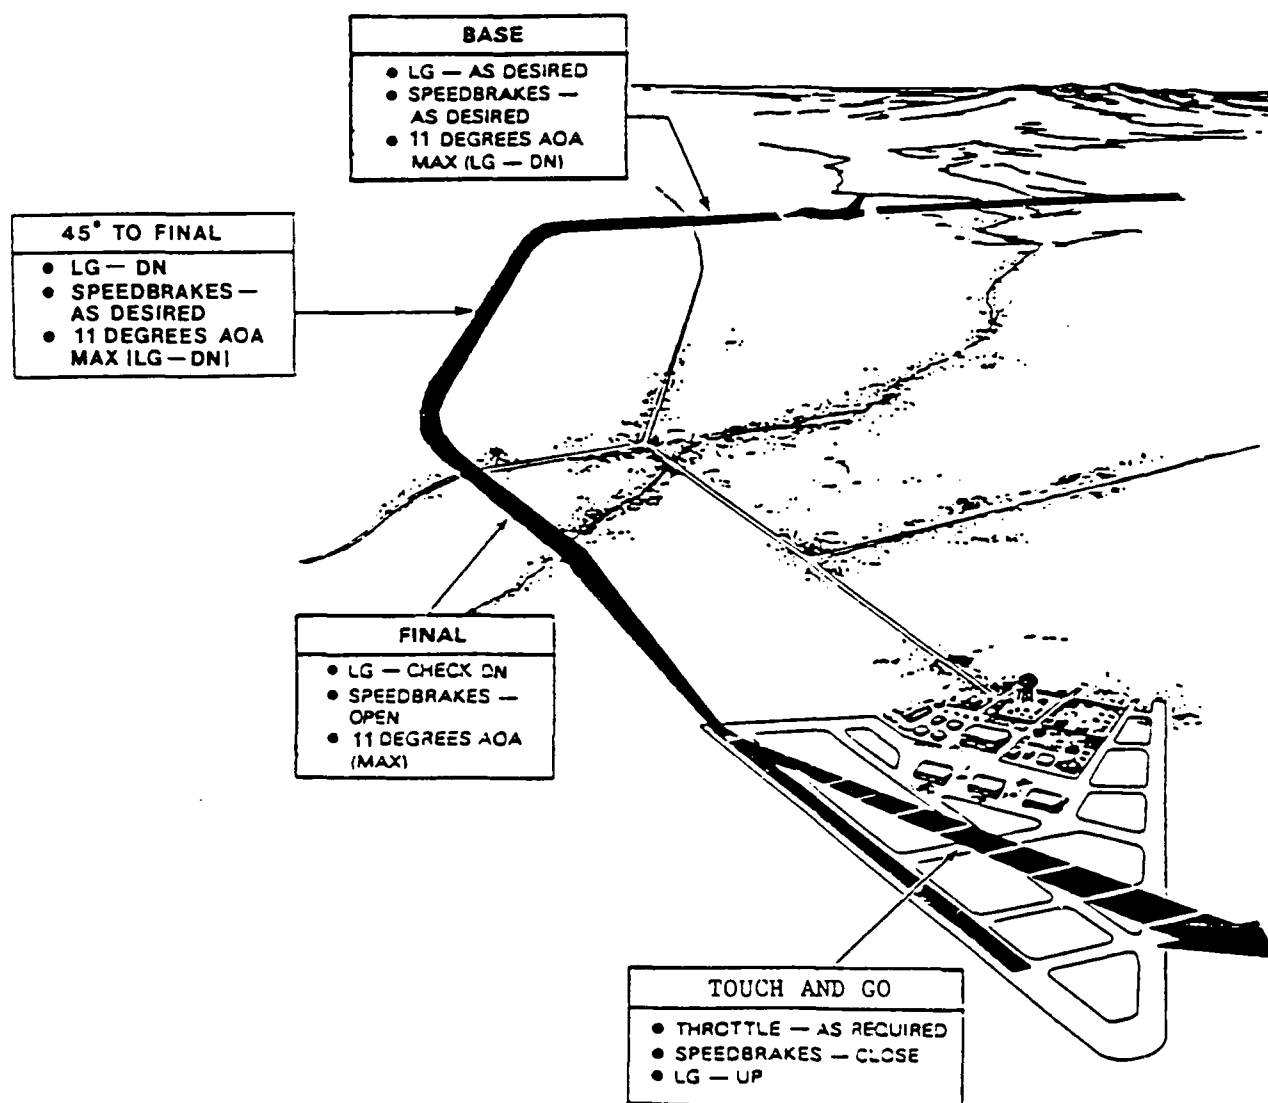 BASE
● LG — AS DESIRED
● SPEEDBRAKES —
AS DESIRED
● 11 DEGREES AOA
MAX (LG — DN)
45° TO FINAL
● LG — DN
● SPEEDBRAKES —
AS DESIRED
● 11 DEGREES AOA
MAX (LG — DN)
FINAL
● LG — CHECK DN
● SPEEDBRAKES —
OPEN
● 11 DEGREES AOA
(MAX)
TOUCH AND GO
● THROTTLE — AS REQUIRED
● SPEEDBRAKES — CLOSE
● LG — UP